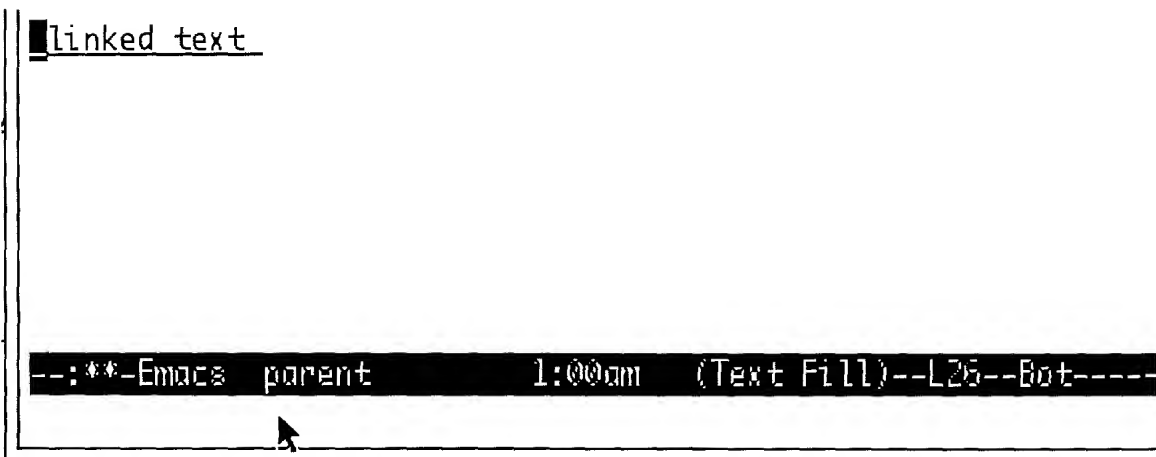 linked text
--:**-Emacs parent 1:00am (Text Fill)--L26--Bot-----